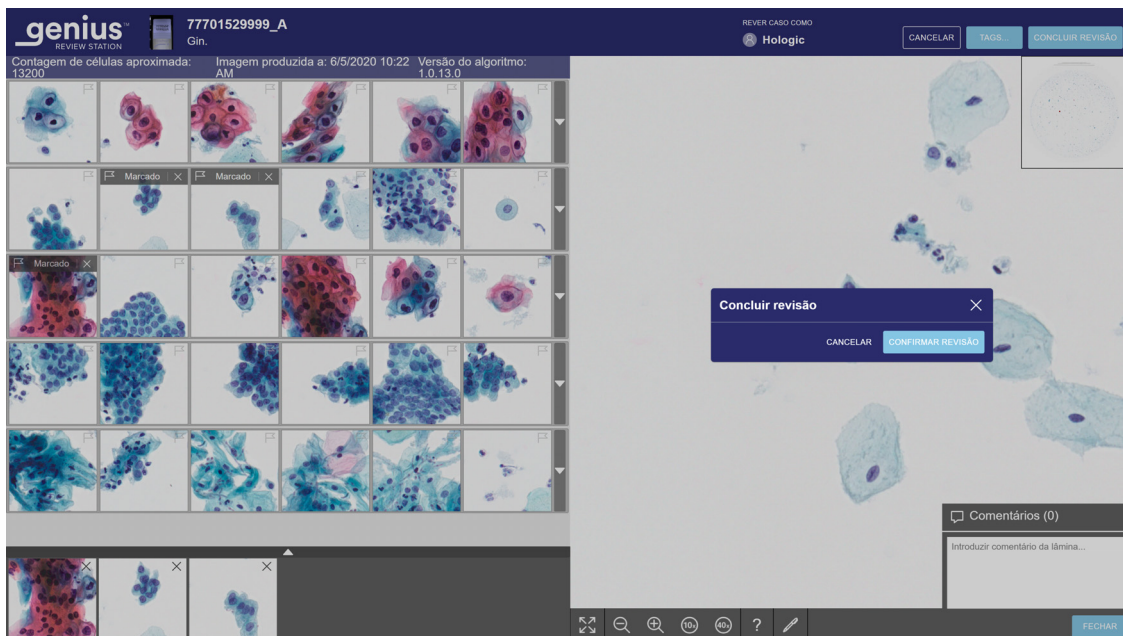 genius™
REVIEW STATION
77701529999_A
Gin.
REVER CASO COMO
Hologic
CANCELAR
TAGS...
CONCLUIR REVISÃO
Contagem de células aproximada: 13200
Imagem produzida a: 6/5/2020 10:22 AM
Versão do algoritmo: 1.0.13.0
Marcado
Marcado
Marcado
Concluir revisão
CANCELAR
CONFIRMAR REVISÃO
Comentários (0)
Introduzir comentário da lâmina...
10x
40x
?
FECHAR